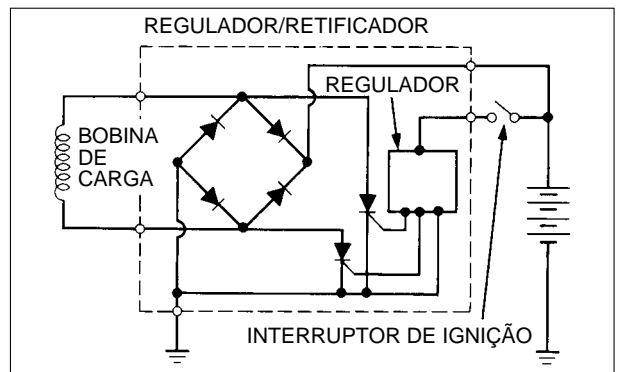 REGULADOR/RETIFICADOR
REGULADOR
BOBINA
DE
CARGA
INTERRUPTOR DE IGNIÇÃO